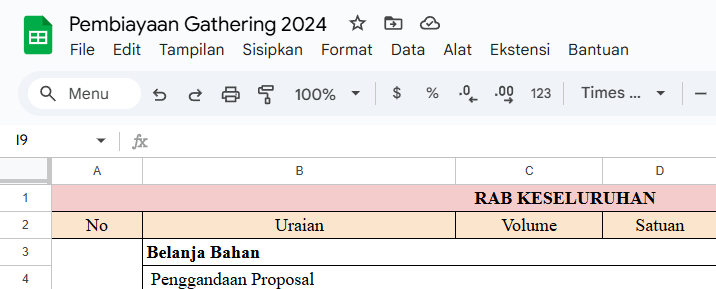 Pembiayaan Gathering 2024
File Edit Tampilan Sisipkan Format Data Alat Ekstensi Bantuan
Menu 100% $ % .0 .00 123 Times ...
I9 fx
A B C D
1 RAB KESELURUHAN
2 No Uraian Volume Satuan
3 Belanja Bahan
4 Penggandaan Proposal